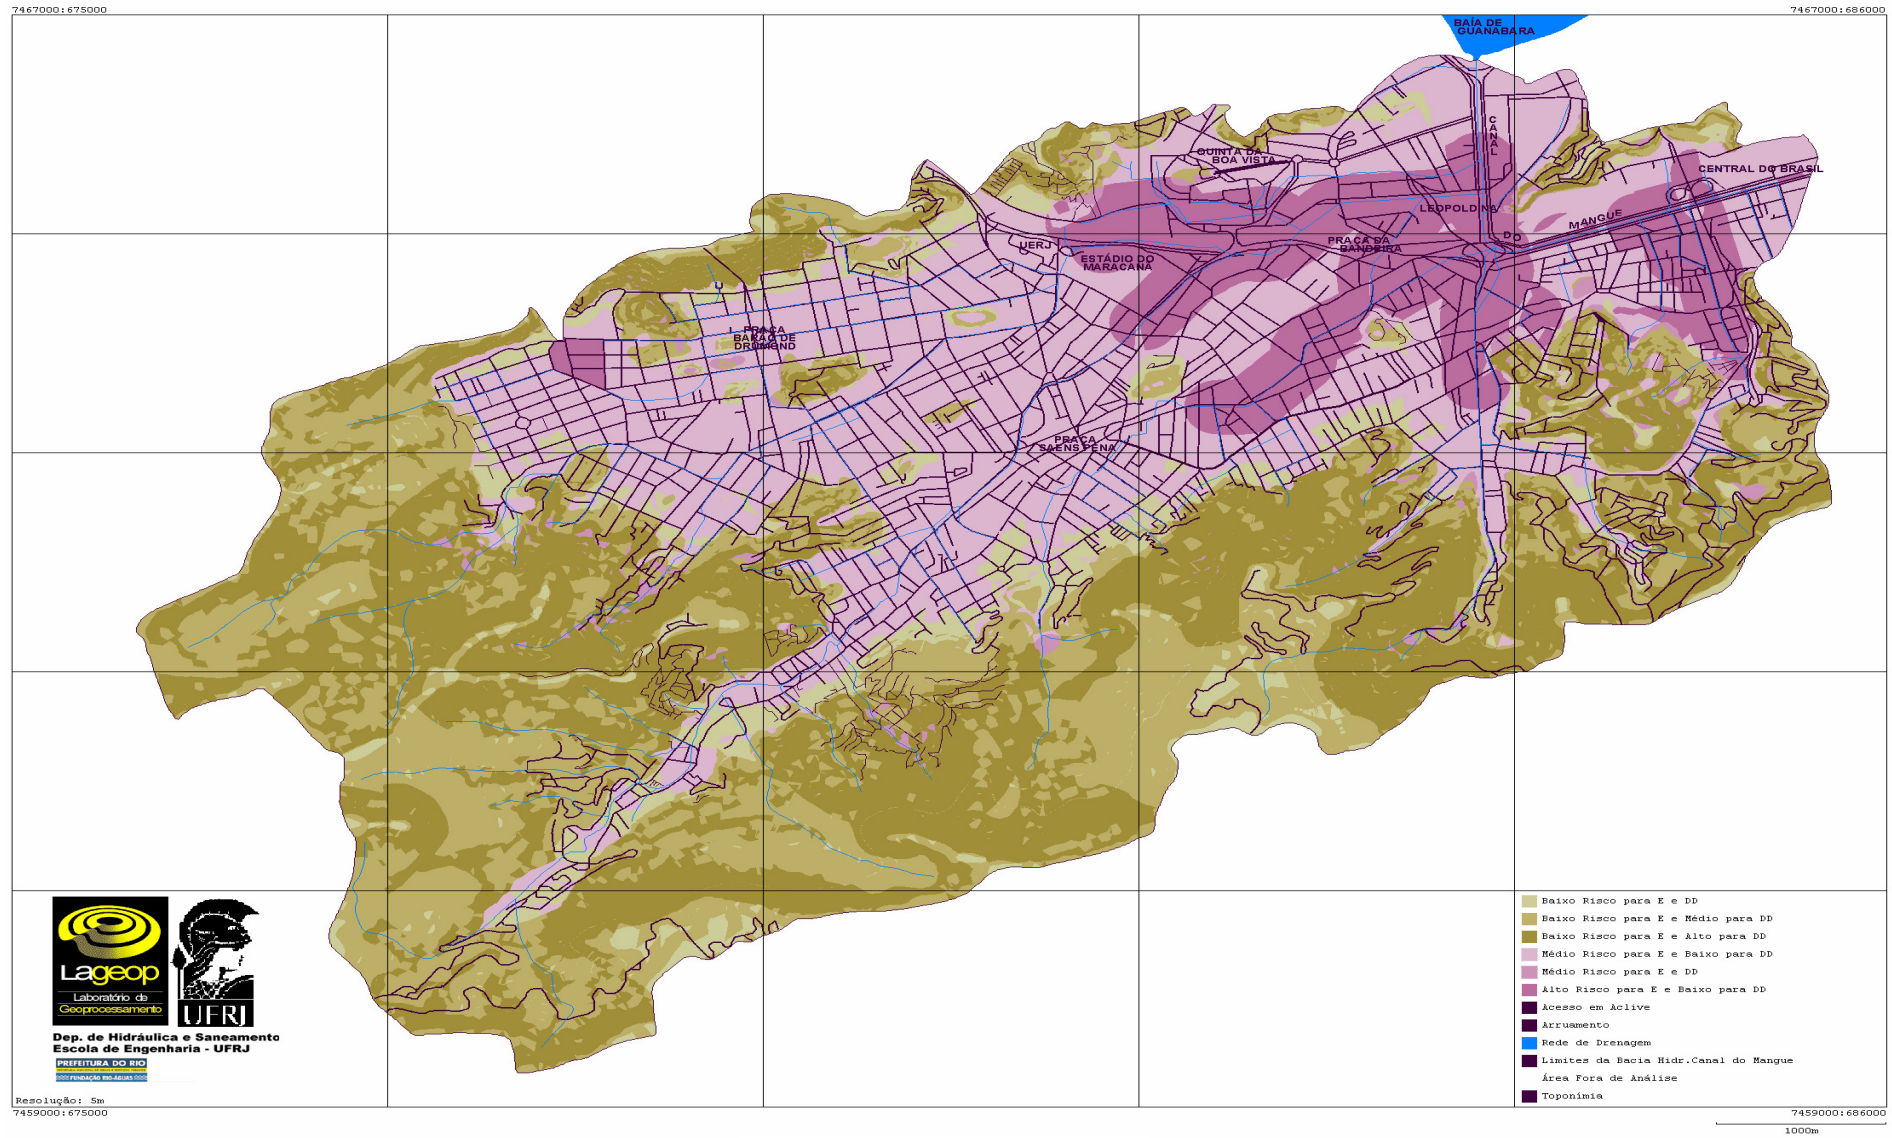 7467000:675000
7467000:686000
BAÍA DE
GUANABARA
CANAL
QUINTA DA
BOA VISTA
CENTRAL DO BRASIL
LEOPOLDINA
MANGUE
DO
UERJ
PRAÇA DA
BANDEIRA
ESTÁDIO DO
MARACANÃ
PRAÇA
BARÃO DE
DRUMOND
PRAÇA
SAENS PENA
Lageop
Laboratório de
Geoprocessamento
UFRJ
Dep. de Hidráulica e Saneamento
Escola de Engenharia - UFRJ
PREFEITURA DO RIO
FUNDAÇÃO RIO-ÁGUAS
Baixo Risco para E e DD
Baixo Risco para E e Médio para DD
Baixo Risco para E e Alto para DD
Médio Risco para E e Baixo para DD
Médio Risco para E e DD
Alto Risco para E e Baixo para DD
Acesso em Aclive
Arruamento
Rede de Drenagem
Limites da Bacia Hidr.Canal do Mangue
Área Fora de Análise
Toponímia
Resolução: 5m
7459000:675000
7459000:686000
1000m